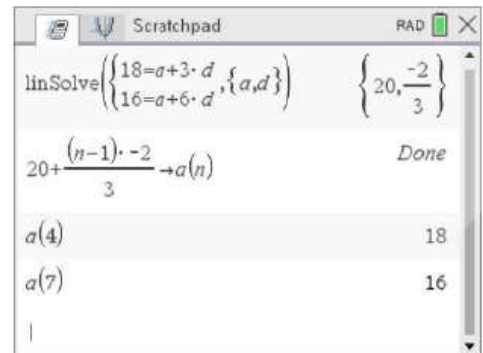 Scratchpad RAD
linSolve({18=a+3·d
16=a+6·d ,{a,d}) {20,-2/3}
20+(n-1)·-2/3→a(n) Done
a(4) 18
a(7) 16